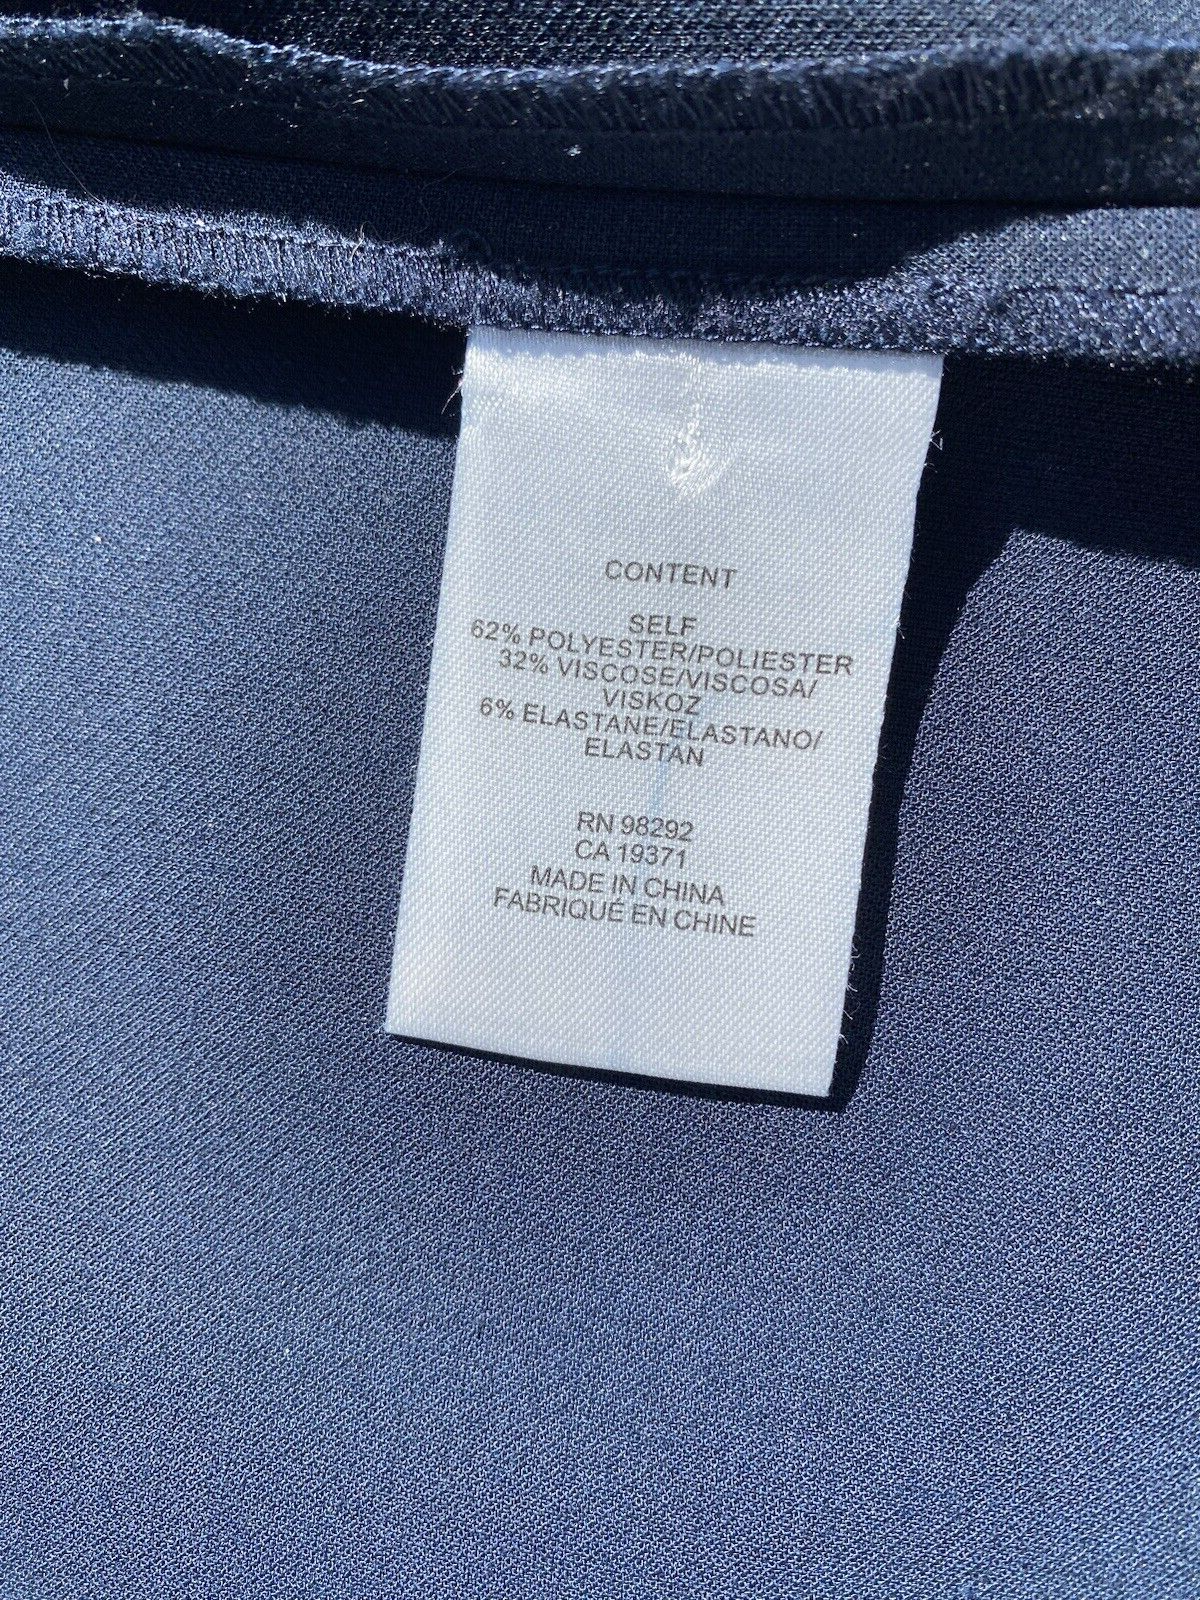 CONTENT
SELF
62% POLYESTER/POLIESTER
32% VISCOSE/VISCOSA/
VISKOZ
6% ELASTANE/ELASTANO/
ELASTAN
RN 98292
CA 19371
MADE IN CHINA
FABRIQUÉ EN CHINE